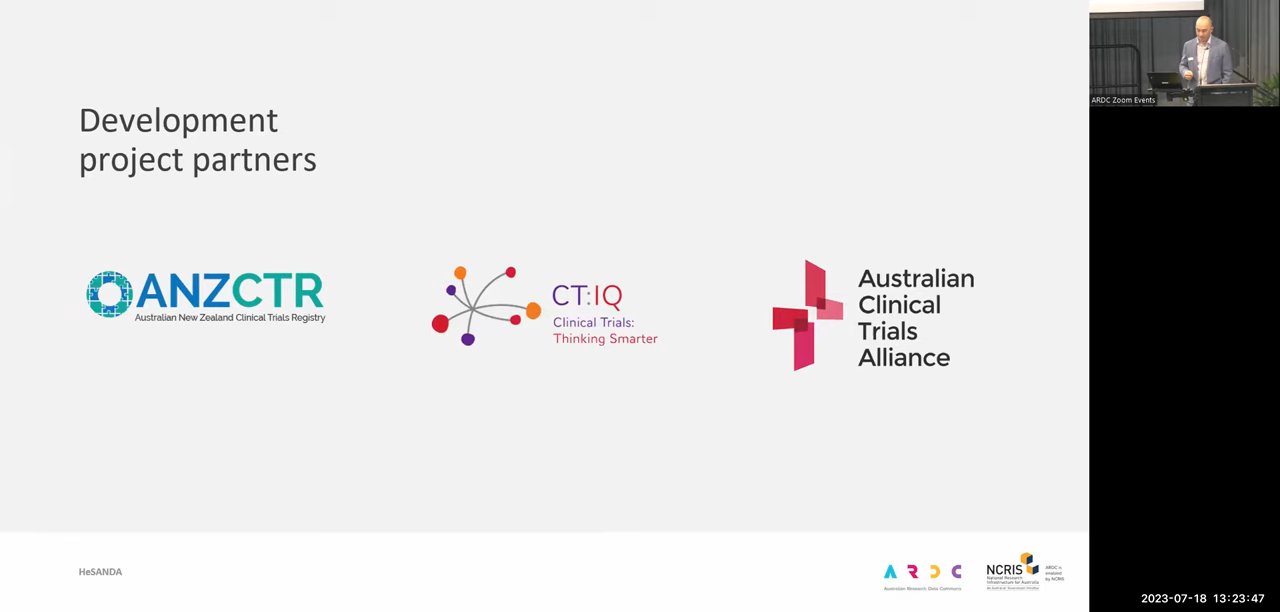 Development
project partners
ANZCTR
Australian New Zealand Clinical Trials Registry
CT:IQ
Clinical Trials:
Thinking Smarter
Australian
Clinical
Trials
Alliance
HeSANDA
ARDC
Australian Research Data Commons
NCRIS
National Research
Infrastructure for Australia
An Australian Government Initiative
ARDC is
enabled
by NCRIS
ARDC Zoom Events
2023-07-18 13:23:47